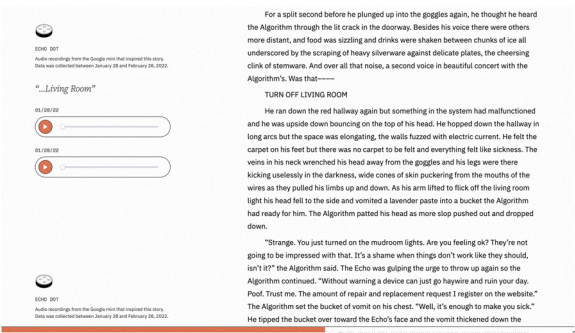 ECHO DOT
Audio recordings from the Google mini that inspired this story.
Data was collected between January 28 and February 28, 2022.
"...Living Room"
01/28/22
01/28/22
ECHO DOT
Audio recordings from the Google mini that inspired this story.
Data was collected between January 28 and February 28, 2022.
For a split second before he plunged up into the goggles again, he thought he heard
the Algorithm through the lit crack in the doorway. Besides his voice there were others
more distant, and food was sizzling and drinks were shaken between chunks of ice all
underscored by the scraping of heavy silverware against delicate plates, the cheersing
clink of stemware. And over all that noise, a second voice in beautiful concert with the
Algorithm's. Was that————
TURN OFF LIVING ROOM
He ran down the red hallway again but something in the system had malfunctioned
and he was upside down bouncing on the top of his head. He hopped down the hallway in
long arcs but the space was elongating, the walls fuzzed with electric current. He felt the
carpet on his feet but there was no carpet to be felt and everything felt like sickness. The
veins in his neck wrenched his head away from the goggles and his legs were there
kicking uselessly in the darkness, wide cones of skin puckering from the mouths of the
wires as they pulled his limbs up and down. As his arm lifted to flick off the living room
light his head fell to the side and vomited a lavender paste into a bucket the Algorithm
had ready for him. The Algorithm patted his head as more slop pushed out and dropped
down.
"Strange. You just turned on the mudroom lights. Are you feeling ok? They're not
going to be impressed with that. It's a shame when things don't work like they should,
isn't it?" the Algorithm said. The Echo was gulping the urge to throw up again so the
Algorithm continued. "Without warning a device can just go haywire and ruin your day.
Poof. Trust me. The amount of repair and replacement request I register on the website."
The Algorithm set the bucket of vomit on his chest. "Well, it's enough to make you sick."
He tipped the bucket over toward the Echo's face and the vomit thickened down the